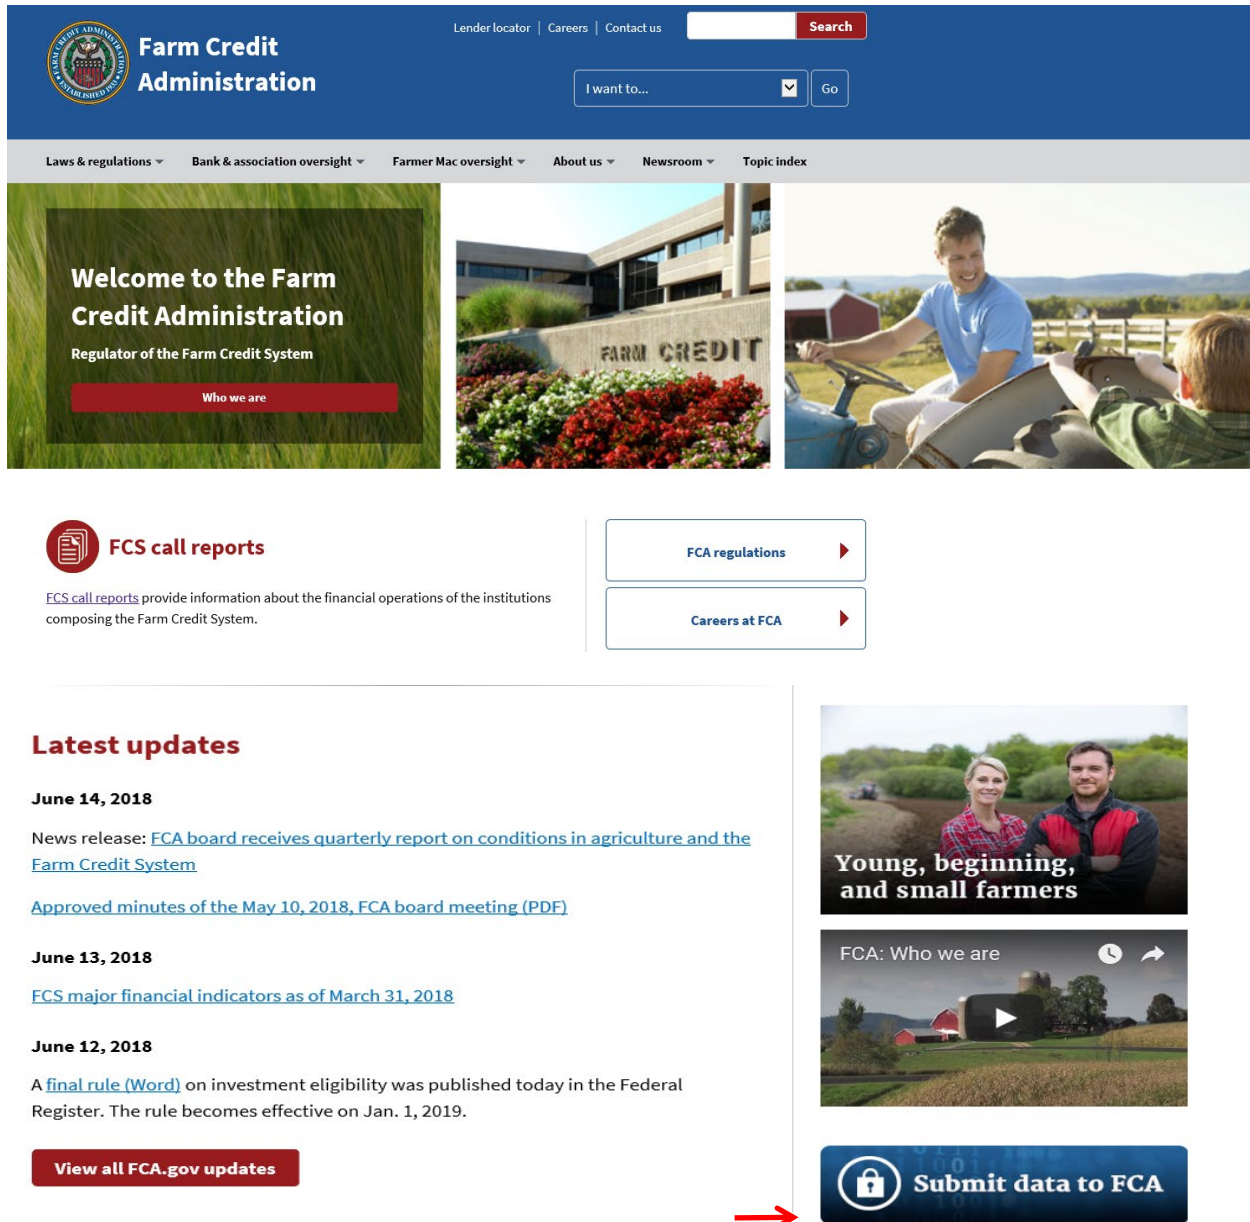 Lender locator | Careers | Contact us
Search
Farm Credit
Administration
FARM CREDIT ADMINISTRATION
ESTABLISHED 1933
I want to...
Go
Laws & regulations
Bank & association oversight
Farmer Mac oversight
About us
Newsroom
Topic index
Welcome to the Farm
Credit Administration
Regulator of the Farm Credit System
Who we are
FARM CREDIT
FCS call reports
FCS call reports provide information about the financial operations of the institutions
composing the Farm Credit System.
FCA regulations
Careers at FCA
Latest updates
June 14, 2018
News release: FCA board receives quarterly report on conditions in agriculture and the
Farm Credit System
Approved minutes of the May 10, 2018, FCA board meeting (PDF)
June 13, 2018
FCS major financial indicators as of March 31, 2018
June 12, 2018
A final rule (Word) on investment eligibility was published today in the Federal
Register. The rule becomes effective on Jan. 1, 2019.
View all FCA.gov updates
Young, beginning,
and small farmers
FCA: Who we are
Submit data to FCA